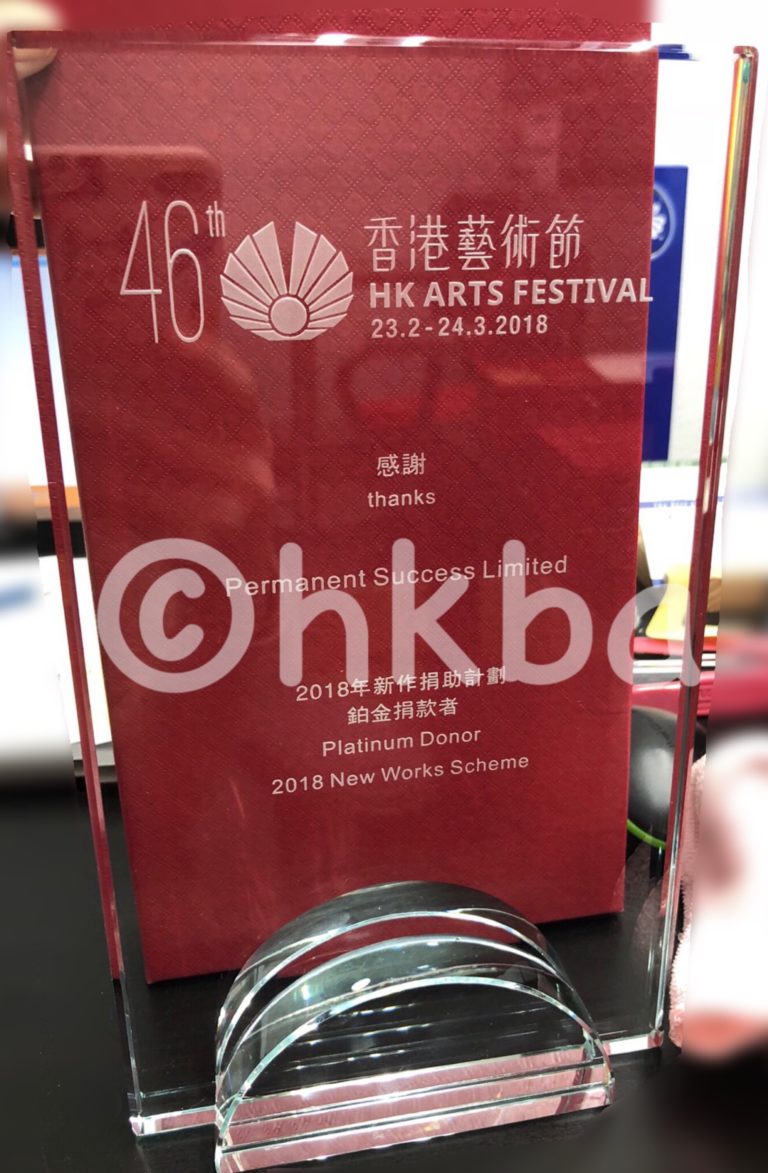 46th
香港藝術節
HK ARTS FESTIVAL
23.2 - 24.3.2018
感謝
thanks
Permanent Success Limited
©hkba
2018年新作捐助計劃
鉑金捐款者
Platinum Donor
2018 New Works Scheme